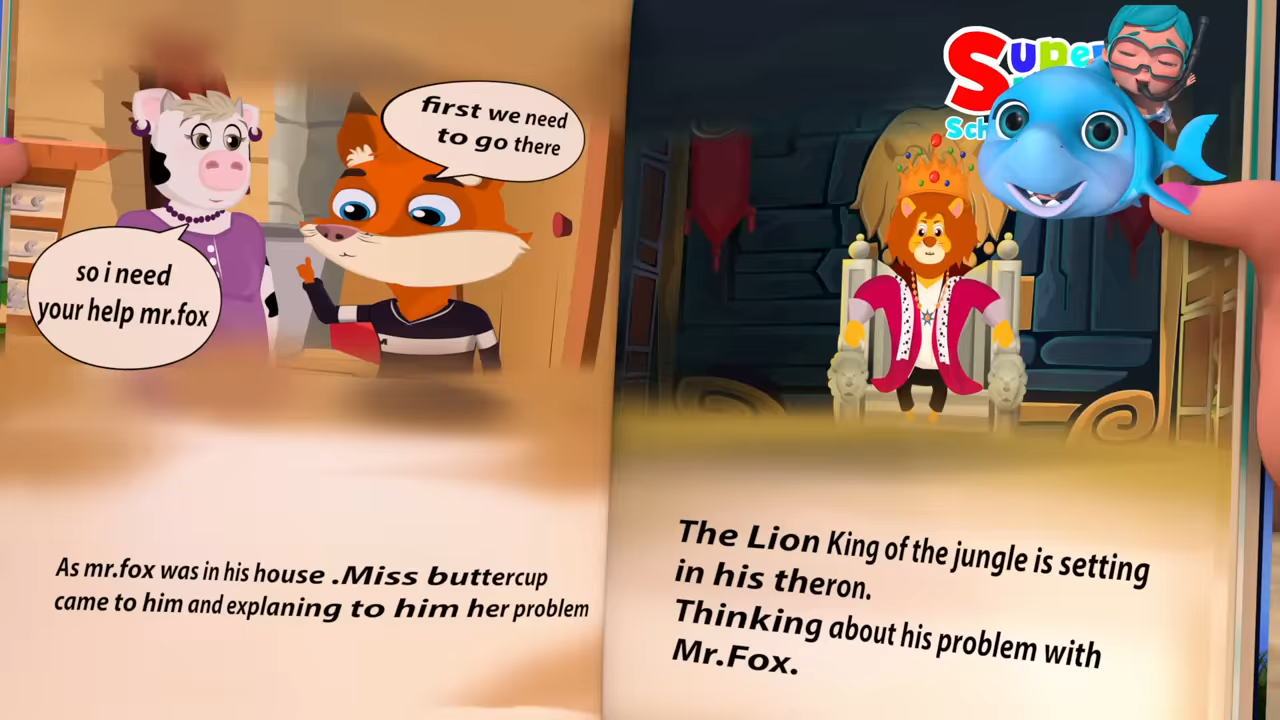 first we need
to go there
so i need
your help mr.fox
As mr.fox was in his house .Miss buttercup
came to him and explaning to him her problem
Super
The Lion King of the jungle is setting
in his theron.
Thinking about his problem with
Mr.Fox.